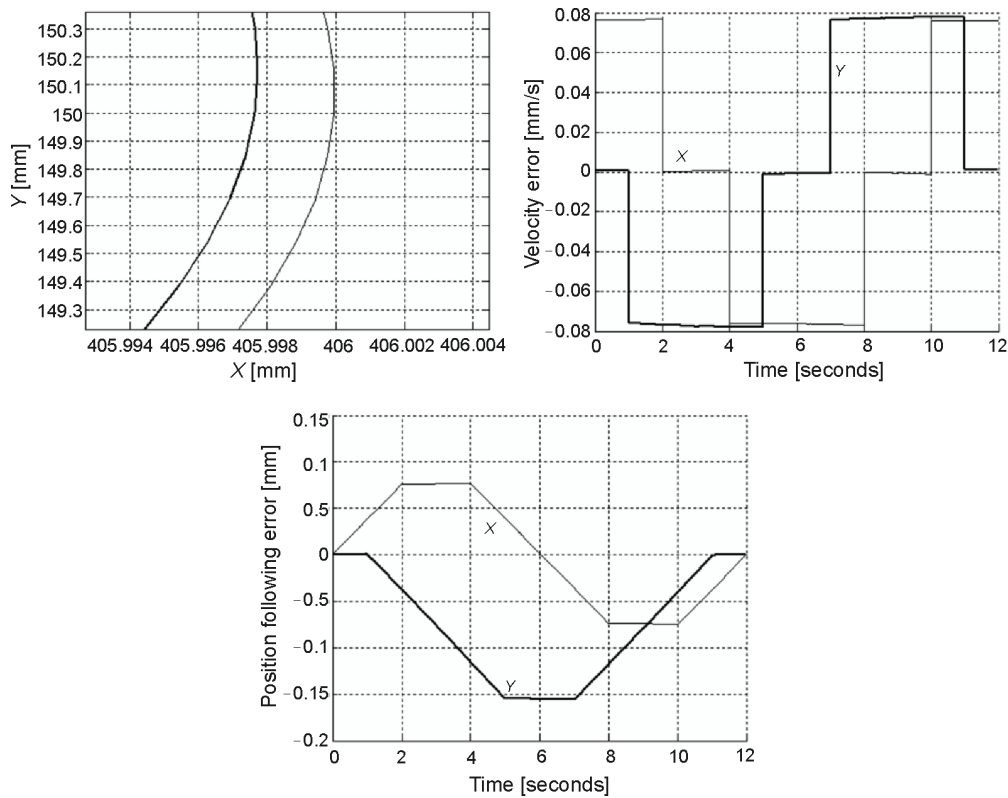 150.3
150.2
150.1
150
149.9
149.8
149.7
149.6
149.5
149.4
149.3
Y [mm]
405.994 405.996 405.998 406 406.002 406.004
X [mm]
0.08
0.06
0.04
0.02
0
−0.02
−0.04
−0.06
−0.08
Velocity error [mm/s]
Y
X
0 2 4 6 8 10 12
Time [seconds]
0.15
0.1
0.5
0
−0.5
−0.1
−0.15
−0.2
Position following error [mm]
X
Y
0 2 4 6 8 10 12
Time [seconds]